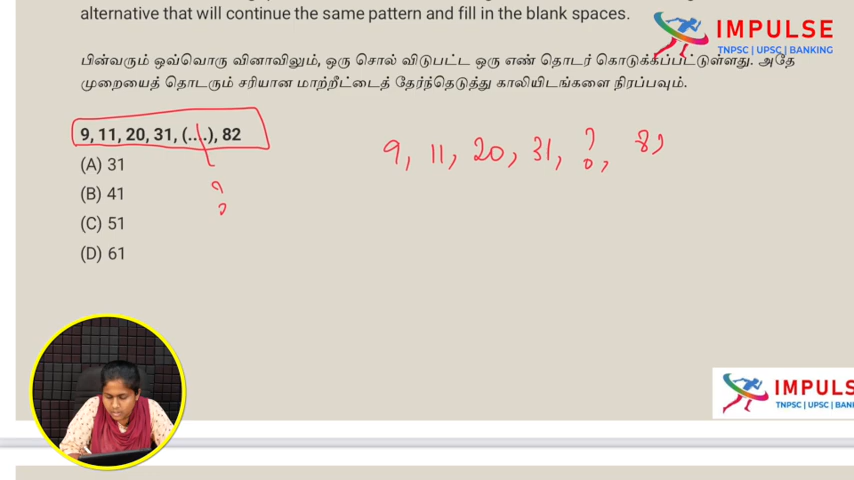 alternative that will continue the same pattern and fill in the blank spaces.
IMPULSE
TNPSC | UPSC | BANKING
பின்வரும் ஒவ்வொரு வினாவிலும், ஒரு சொல் விடுபட்ட ஒரு எண் தொடர் கொடுக்கப்பட்டுள்ளது. அதே
முறையைத் தொடரும் சரியான மாற்றீட்டைத் தேர்ந்தெடுத்து காலியிடங்களை நிரப்பவும்.
9, 11, 20, 31, (....), 82
9, 11, 20, 31, ?, 8
(A) 31
(B) 41
?
(C) 51
(D) 61
IMPULS
TNPSC | UPSC | BAN